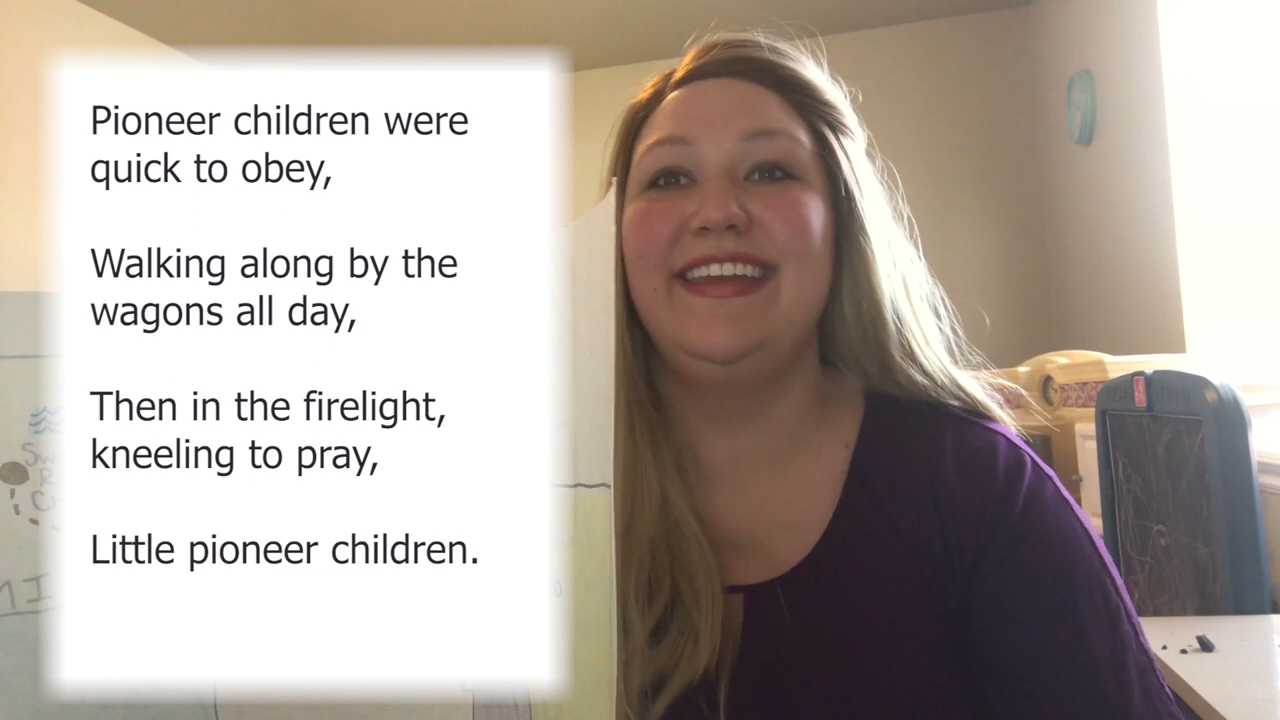 Pioneer children were
quick to obey,
Walking along by the
wagons all day,
Then in the firelight,
kneeling to pray,
Little pioneer children.